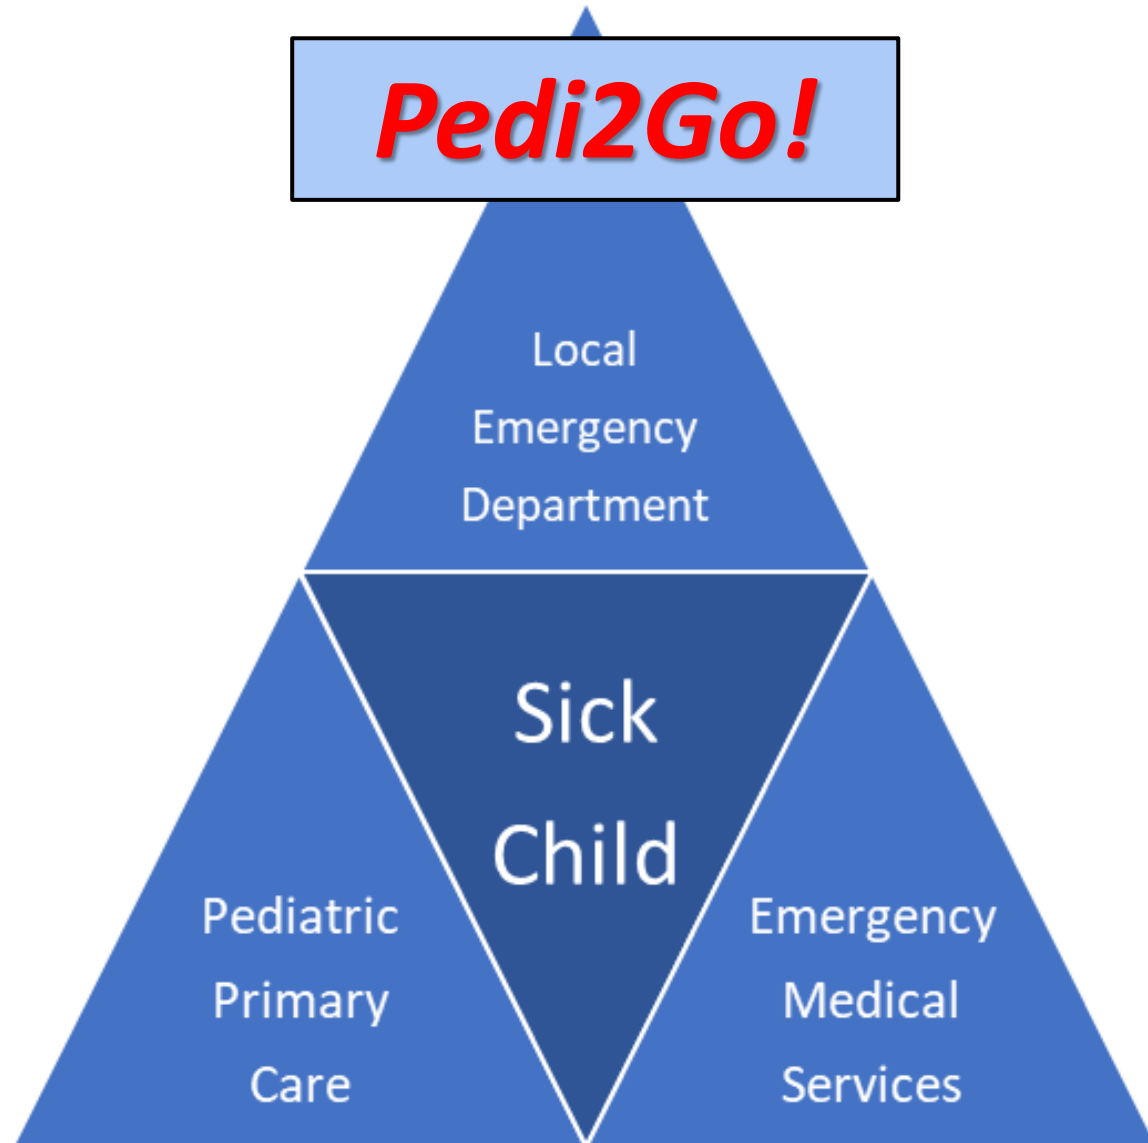 Pedi2Go!
Local
Emergency
Department
Sick
Child
Pediatric
Primary
Care
Emergency
Medical
Services